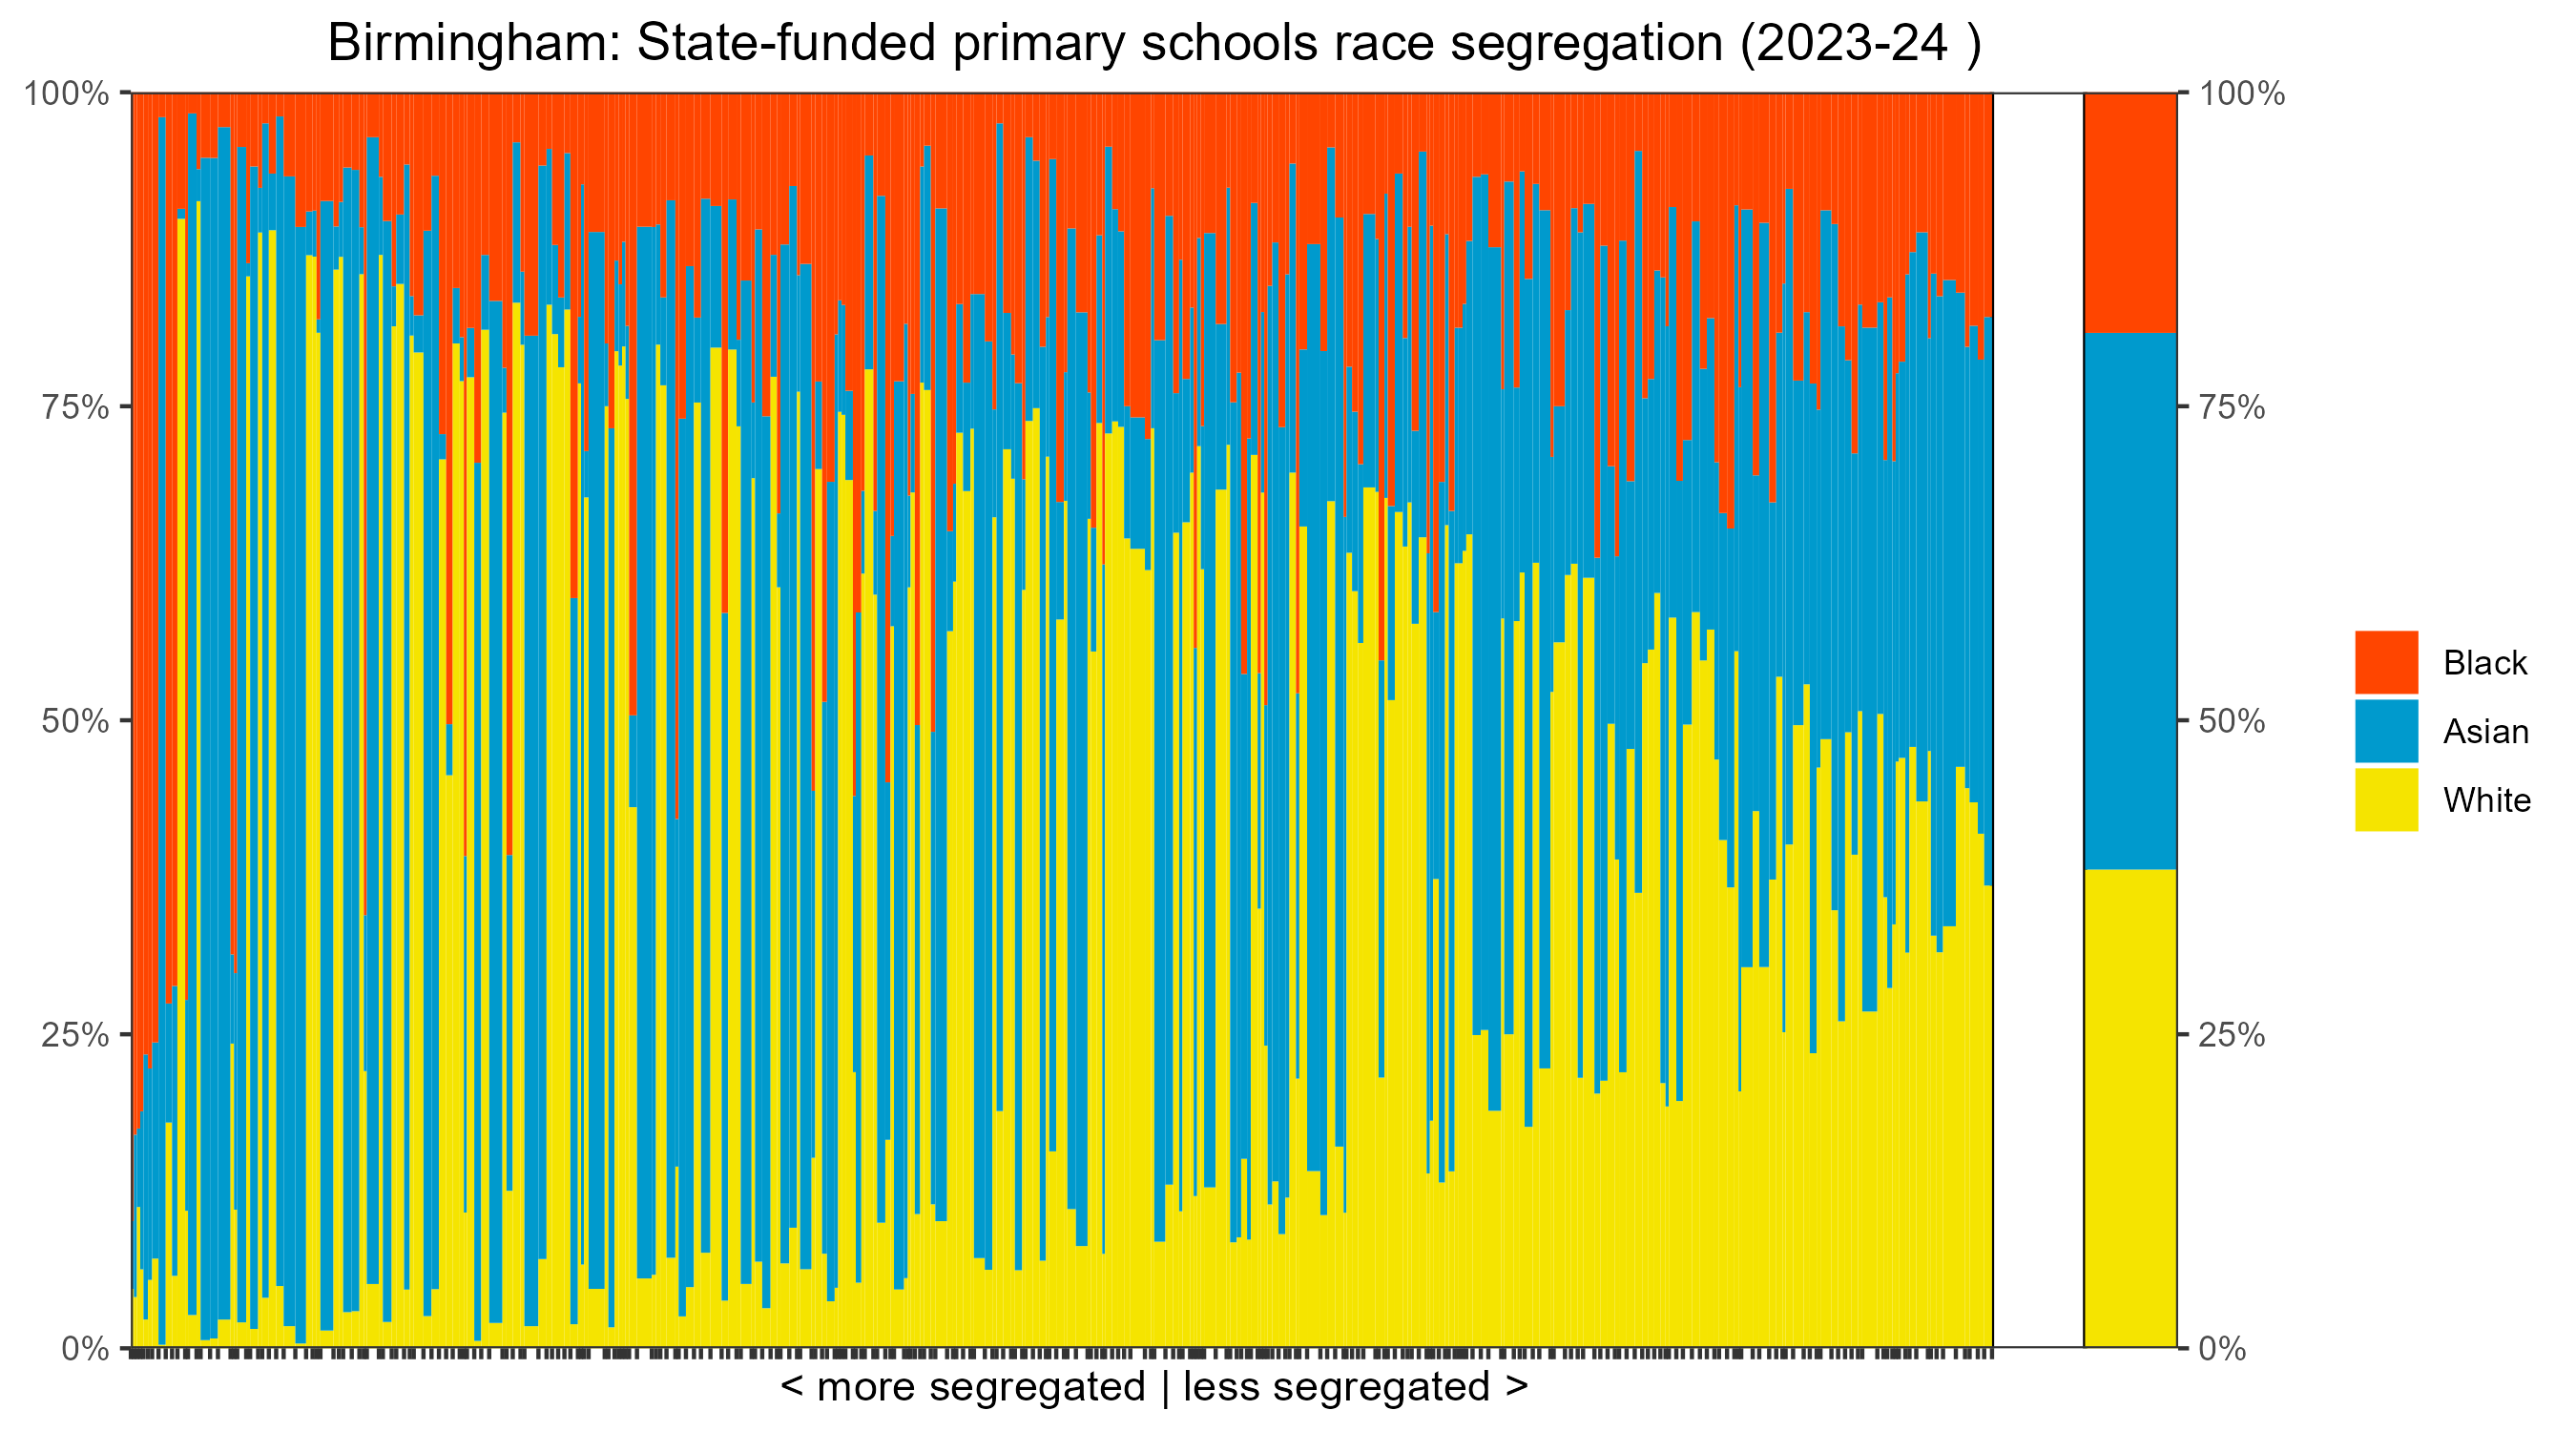 Birmingham: State-funded primary schools race segregation (2023-24 )
100%
75%
50%
25%
0%
100%
75%
50%
25%
0%
Black
Asian
White
< more segregated | less segregated >